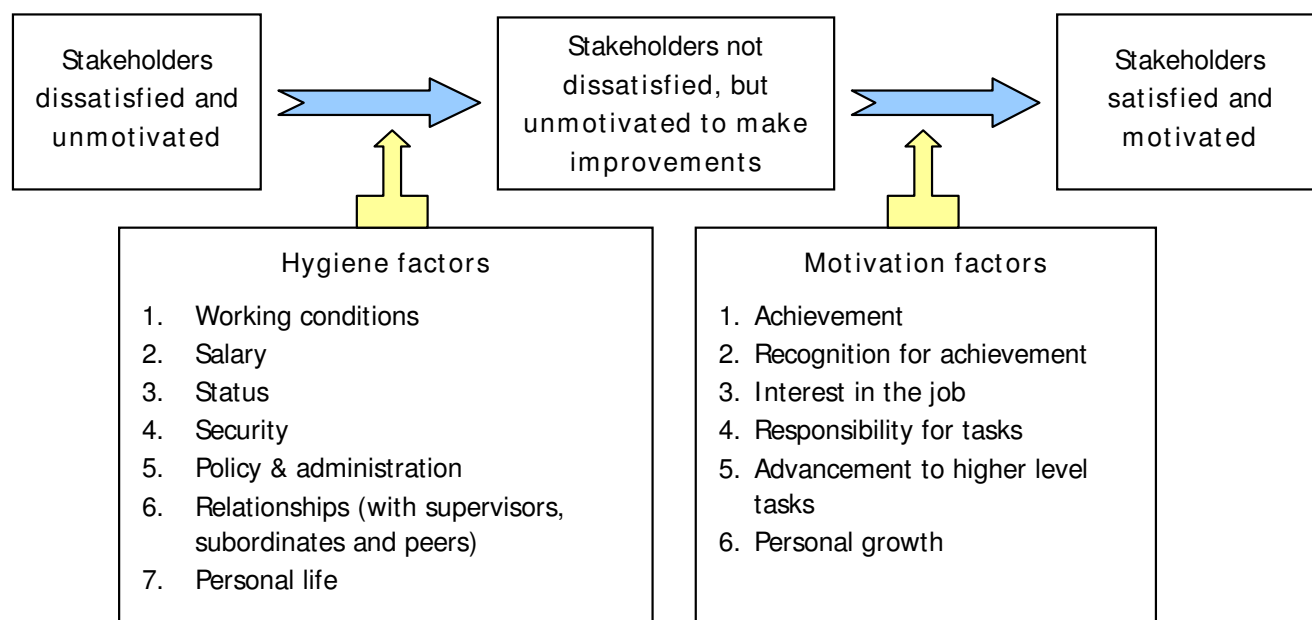 Stakeholders
dissatisfied and
unmotivated
Stakeholders not
dissatisfied, but
unmotivated to make
improvements
Stakeholders
satisfied and
motivated
Hygiene factors
1. Working conditions
2. Salary
3. Status
4. Security
5. Policy & administration
6. Relationships (with supervisors,
subordinates and peers)
7. Personal life
Motivation factors
1. Achievement
2. Recognition for achievement
3. Interest in the job
4. Responsibility for tasks
5. Advancement to higher level
tasks
6. Personal growth